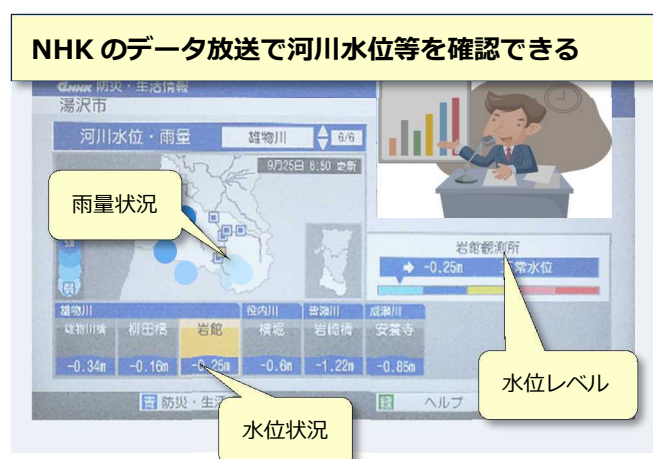 NHK のデータ放送で河川水位等を確認できる
NHK 防災・生活情報
湯沢市
河川水位・雨量
雄物川
6/6
9月25日 6:50 更新
雨量状況
岩館観測所
-0.25m
常水位
雄物川
役内川
皆瀬川
成瀬川
雄物川橋
柳田橋
岩館
横堀
岩崎橋
安養寺
-0.34m
-0.16m
-0.25m
-0.6m
-1.22m
-0.85m
水位レベル
青 防災・生
緑 ヘルプ
水位状況